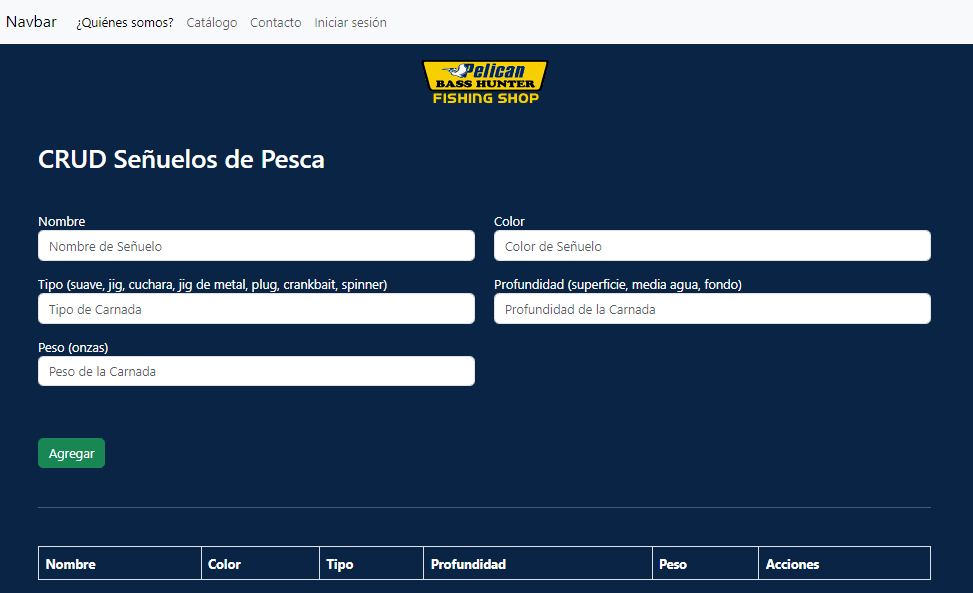 Navbar ¿Quiénes somos? Catálogo Contacto Iniciar sesión
Pelican
BASS HUNTER
FISHING SHOP
CRUD Señuelos de Pesca
Nombre Color
Nombre de Señuelo Color de Señuelo
Tipo (suave, jig, cuchara, jig de metal, plug, crankbait, spinner) Profundidad (superficie, media agua, fondo)
Tipo de Carnada Profundidad de la Carnada
Peso (onzas)
Peso de la Carnada
Agregar
Nombre Color Tipo Profundidad Peso Acciones